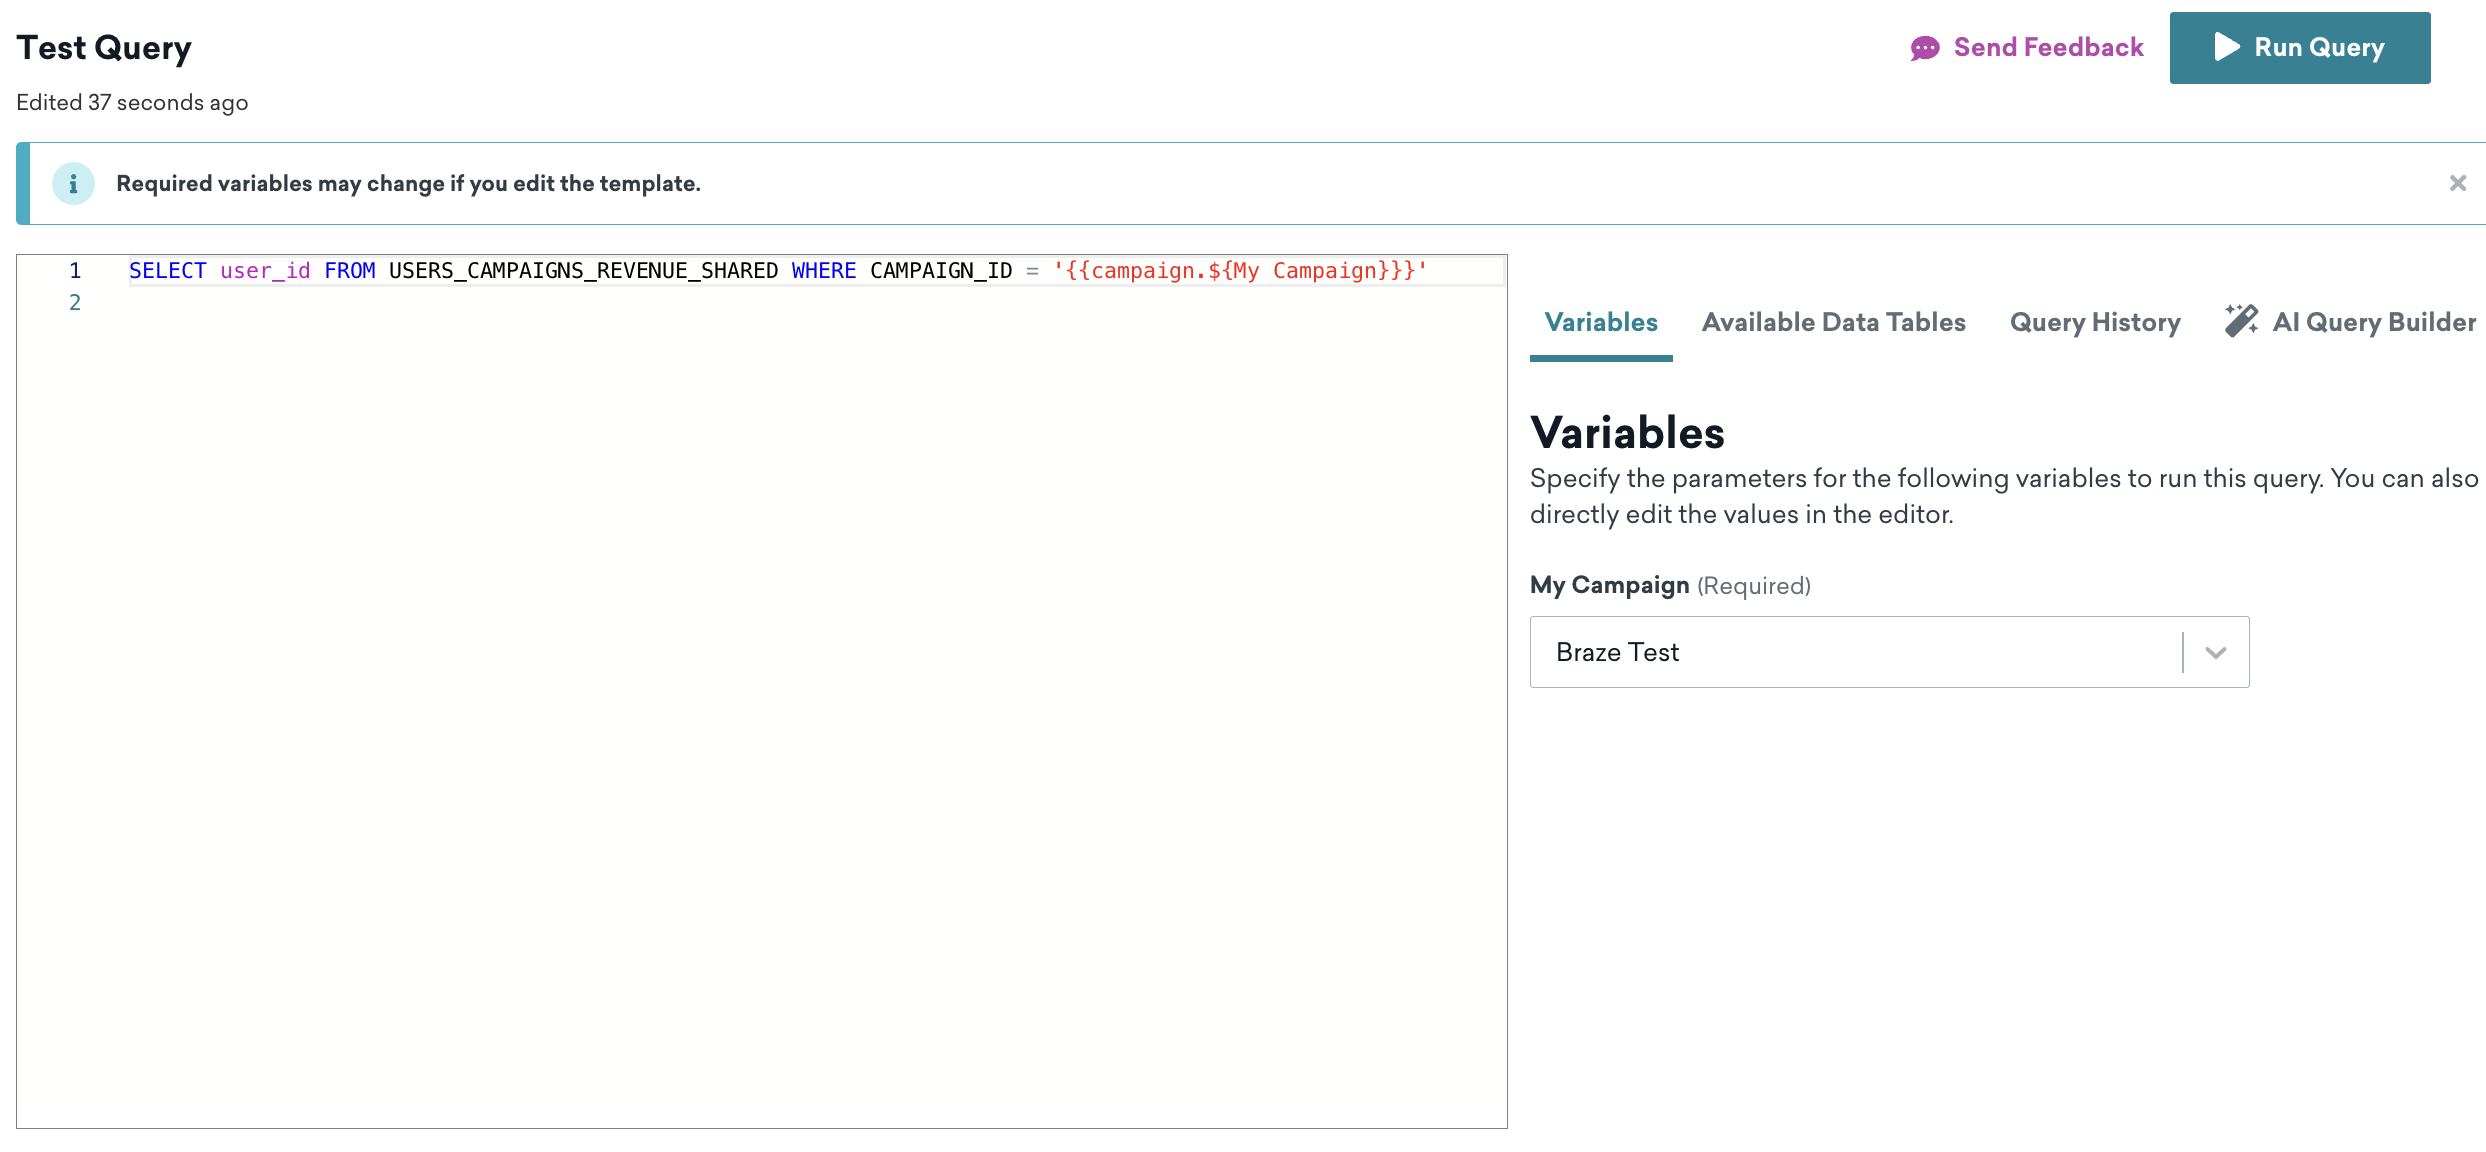 Test Query
Send Feedback
Run Query
Edited 37 seconds ago
Required variables may change if you edit the template.
1 SELECT user_id FROM USERS_CAMPAIGNS_REVENUE_SHARED WHERE CAMPAIGN_ID = '{{campaign.${My Campaign}}}'
2
Variables
Available Data Tables
Query History
AI Query Builder
Variables
Specify the parameters for the following variables to run this query. You can also
directly edit the values in the editor.
My Campaign (Required)
Braze Test